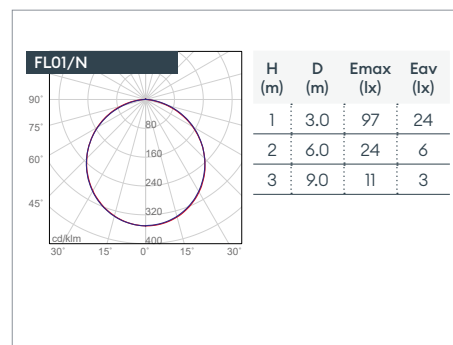 FL01/N
90°
75°
60°
45°
80
160
240
320
400
cd/klm
30° 15° 0° 15° 30°
H (m) D (m) Emax (lx) Eav (lx)
1 3.0 97 24
2 6.0 24 6
3 9.0 11 3